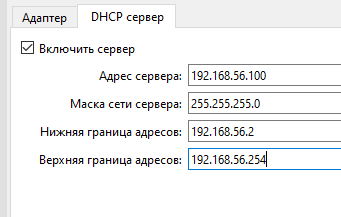 Адаптер DHCP сервер
Включить сервер
Адрес сервера: 192.168.56.100
Маска сети сервера: 255.255.255.0
Нижняя граница адресов: 192.168.56.2
Верхняя граница адресов: 192.168.56.254